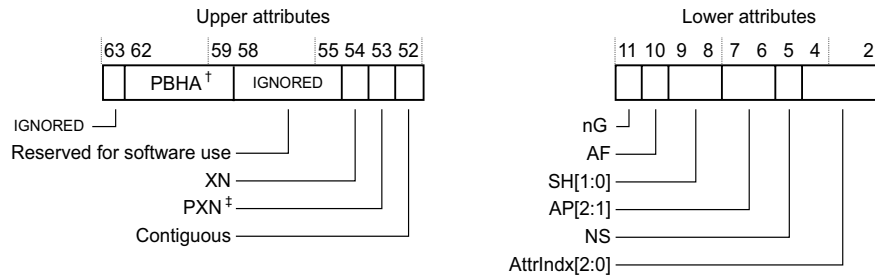 Upper attributes
63 62 59 58 55 54 53 52
PBHA† IGNORED
IGNORED
Reserved for software use
XN
PXN‡
Contiguous
Lower attributes
11 10 9 8 7 6 5 4 2
nG
AF
SH[1:0]
AP[2:1]
NS
AttrIndx[2:0]